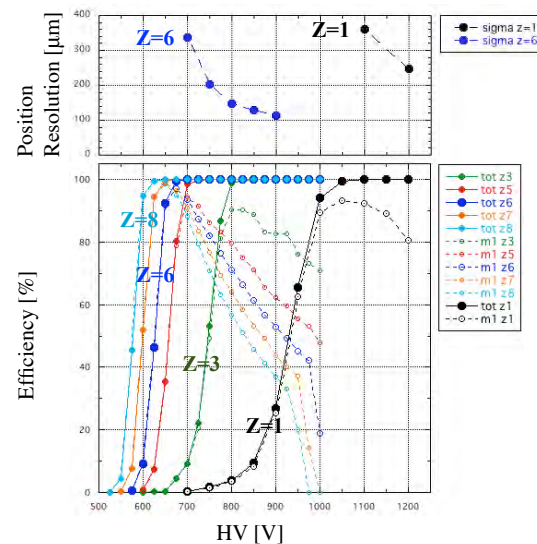 400
300
200
100
0
Position
Resolution [μm]
Z=6
Z=1
sigma z=1
sigma z=6
100
80
60
40
20
0
Efficiency [%]
Z=8
Z=6
Z=3
Z=1
tot z3
tot z5
tot z6
tot z7
tot z8
m1 z3
m1 z5
m1 z6
m1 z7
m1 z8
tot z1
m1 z1
500 600 700 800 900 1000 1100 1200
HV [V]